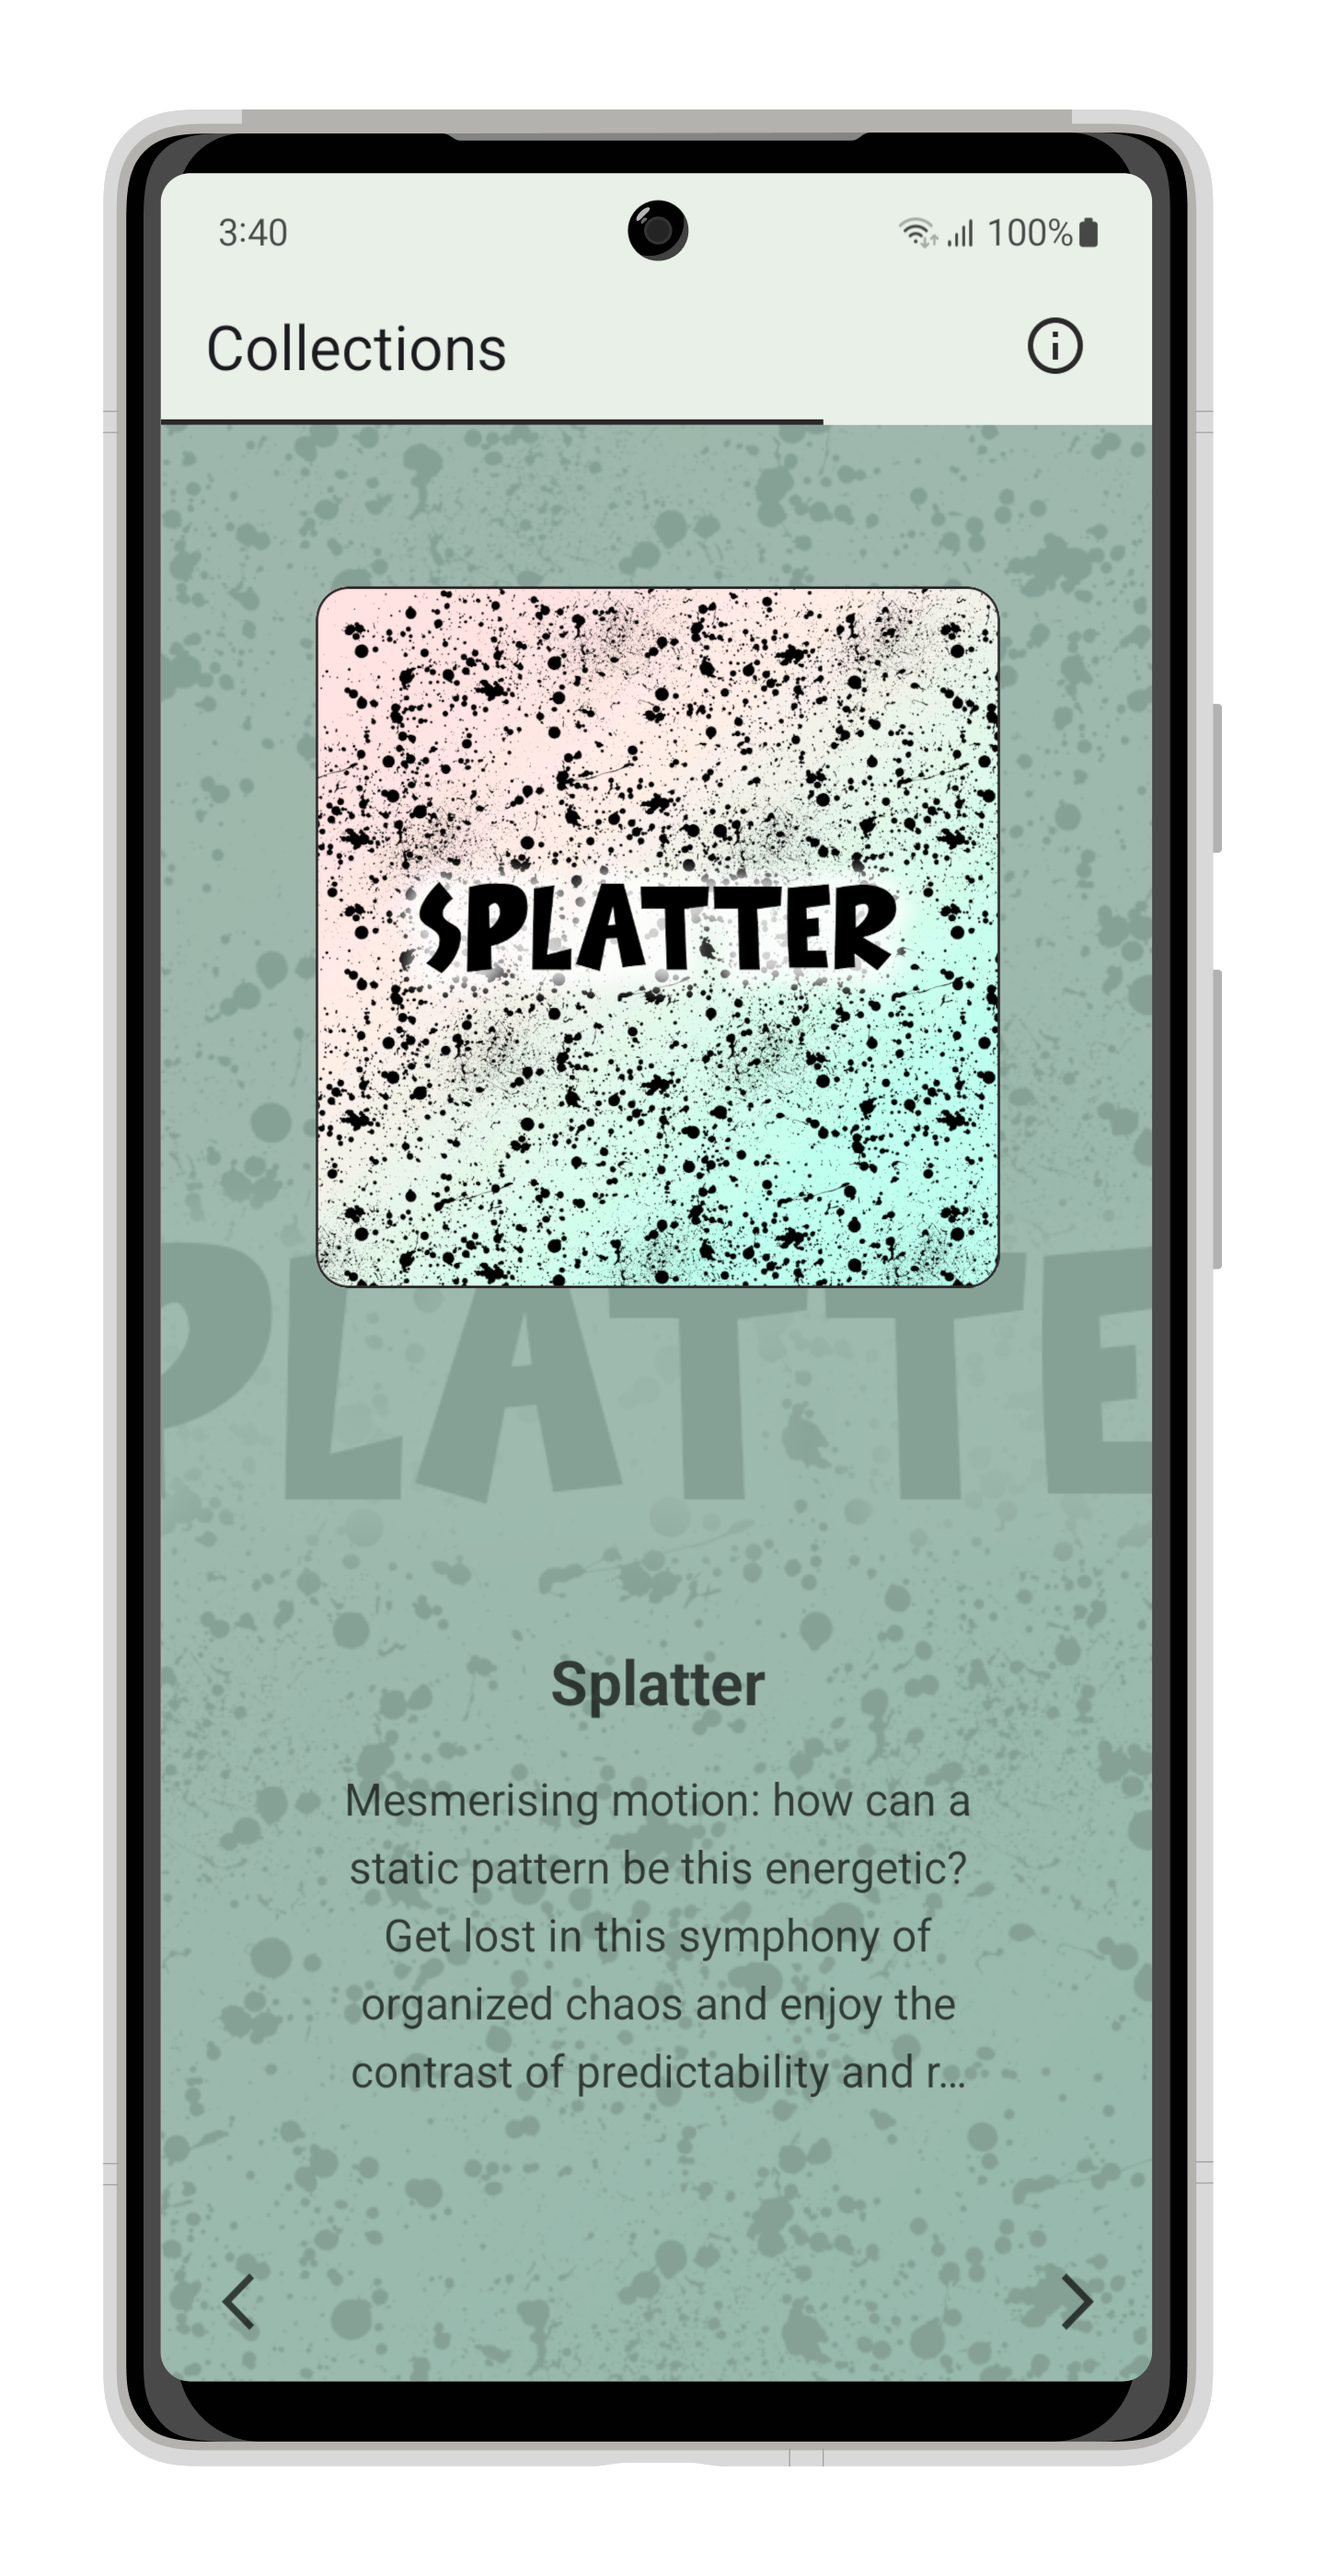 3:40
100%
Collections
SPLATTER
PLATTE
Splatter
Mesmerising motion: how can a
static pattern be this energetic?
Get lost in this symphony of
organized chaos and enjoy the
contrast of predictability and r...